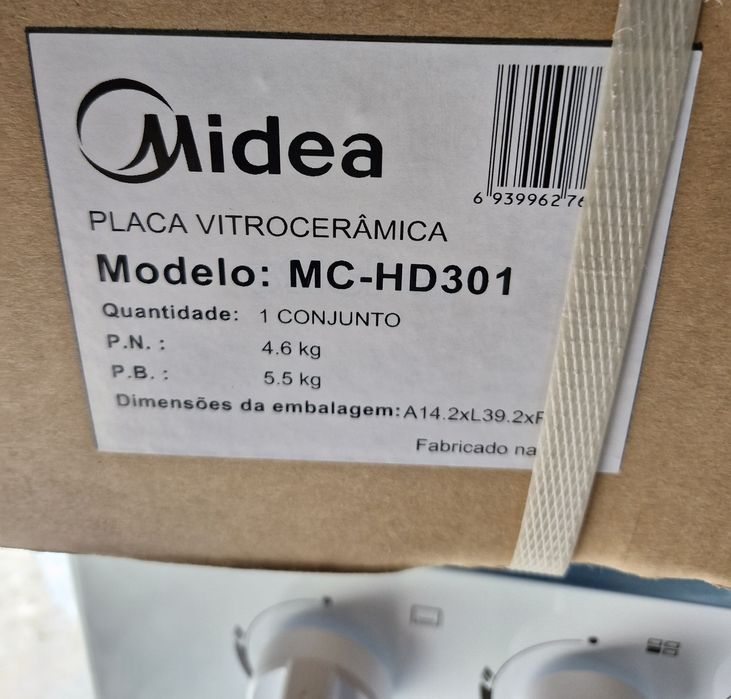 Midea
6 939962 76
PLACA VITROCERÂMICA
Modelo: MC-HD301
Quantidade: 1 CONJUNTO
P.N. : 4.6 kg
P.B. : 5.5 kg
Dimensões da embalagem:A14.2xL39.2x
Fabricado na